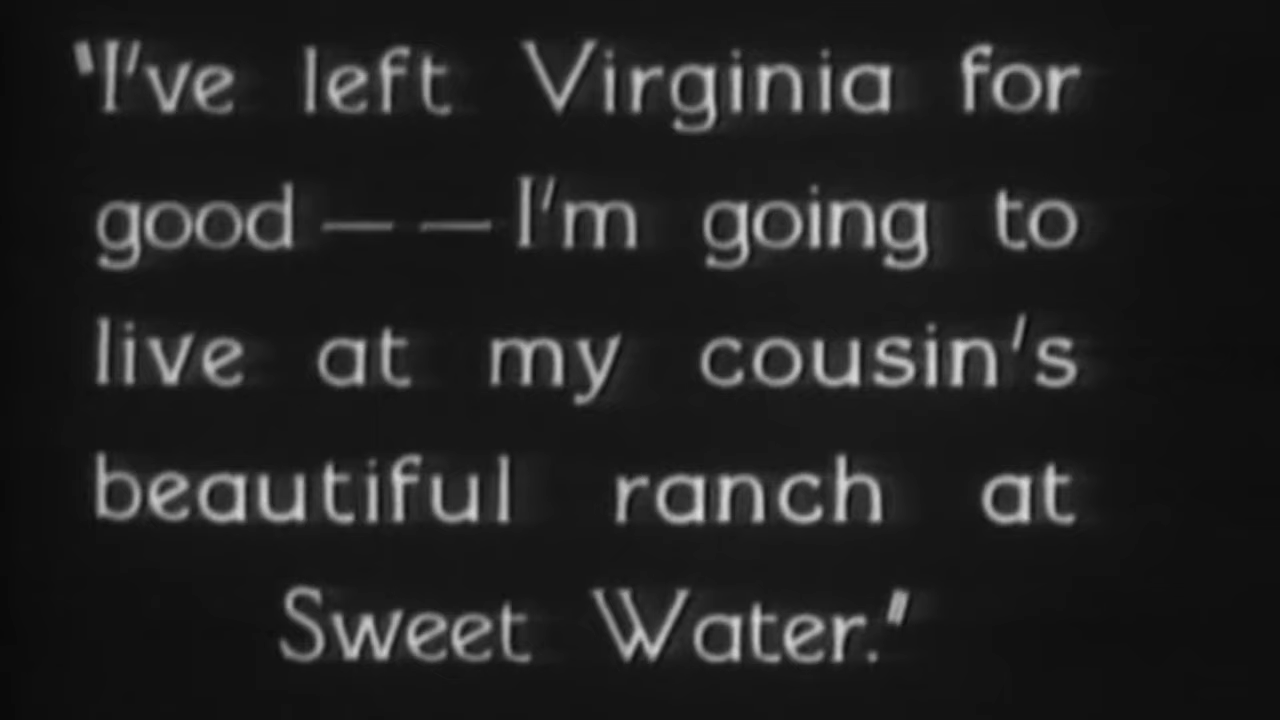 "I've left Virginia for
good — — I'm going to
live at my cousin's
beautiful ranch at
Sweet Water."